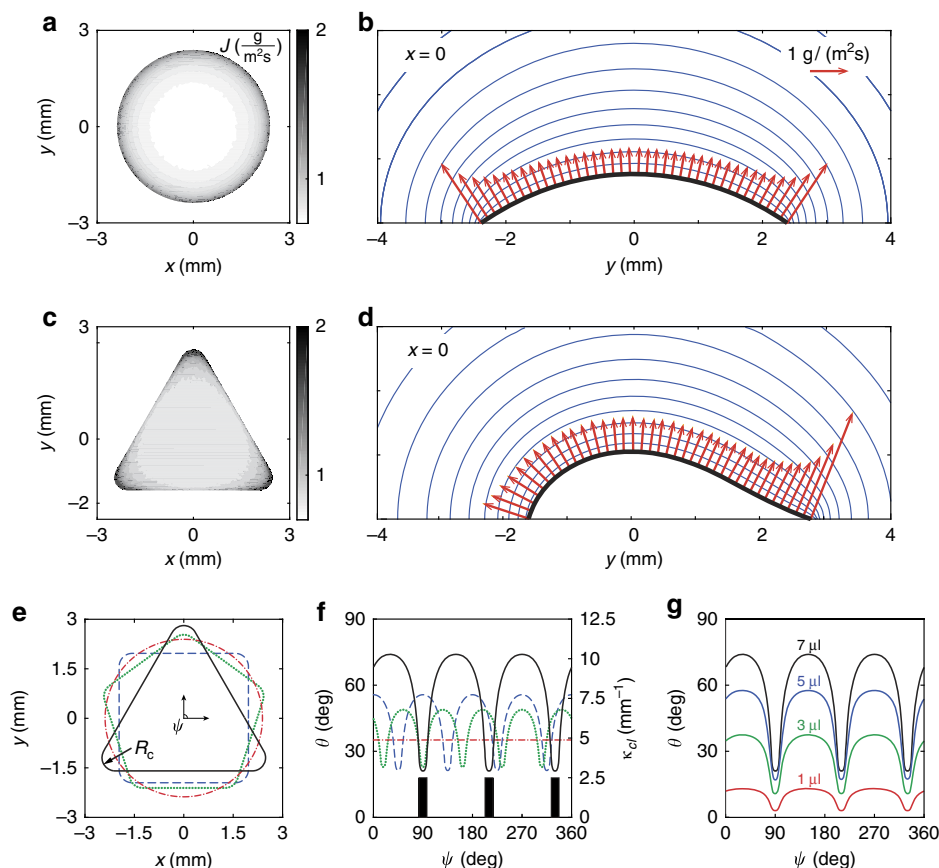 a
J (g/m²s)
2
1
3
0
−3
y (mm)
−3
0
3
x (mm)
b
x = 0
1 g/ (m²s)
−4
−2
0
2
4
y (mm)
c
2
1
3
0
−2
y (mm)
−3
0
3
x (mm)
d
x = 0
−4
−2
0
2
4
y (mm)
e
3
1.5
0
−1.5
−3
y (mm)
ψ
R_c
−3
−1.5
0
1.5
3
x (mm)
f
90
60
30
0
θ (deg)
12.5
10
7.5
5
2.5
0
κ_cl (mm⁻¹)
0
90
180
270
360
ψ (deg)
g
90
60
30
0
θ (deg)
7 µl
5 µl
3 µl
1 µl
0
90
180
270
360
ψ (deg)